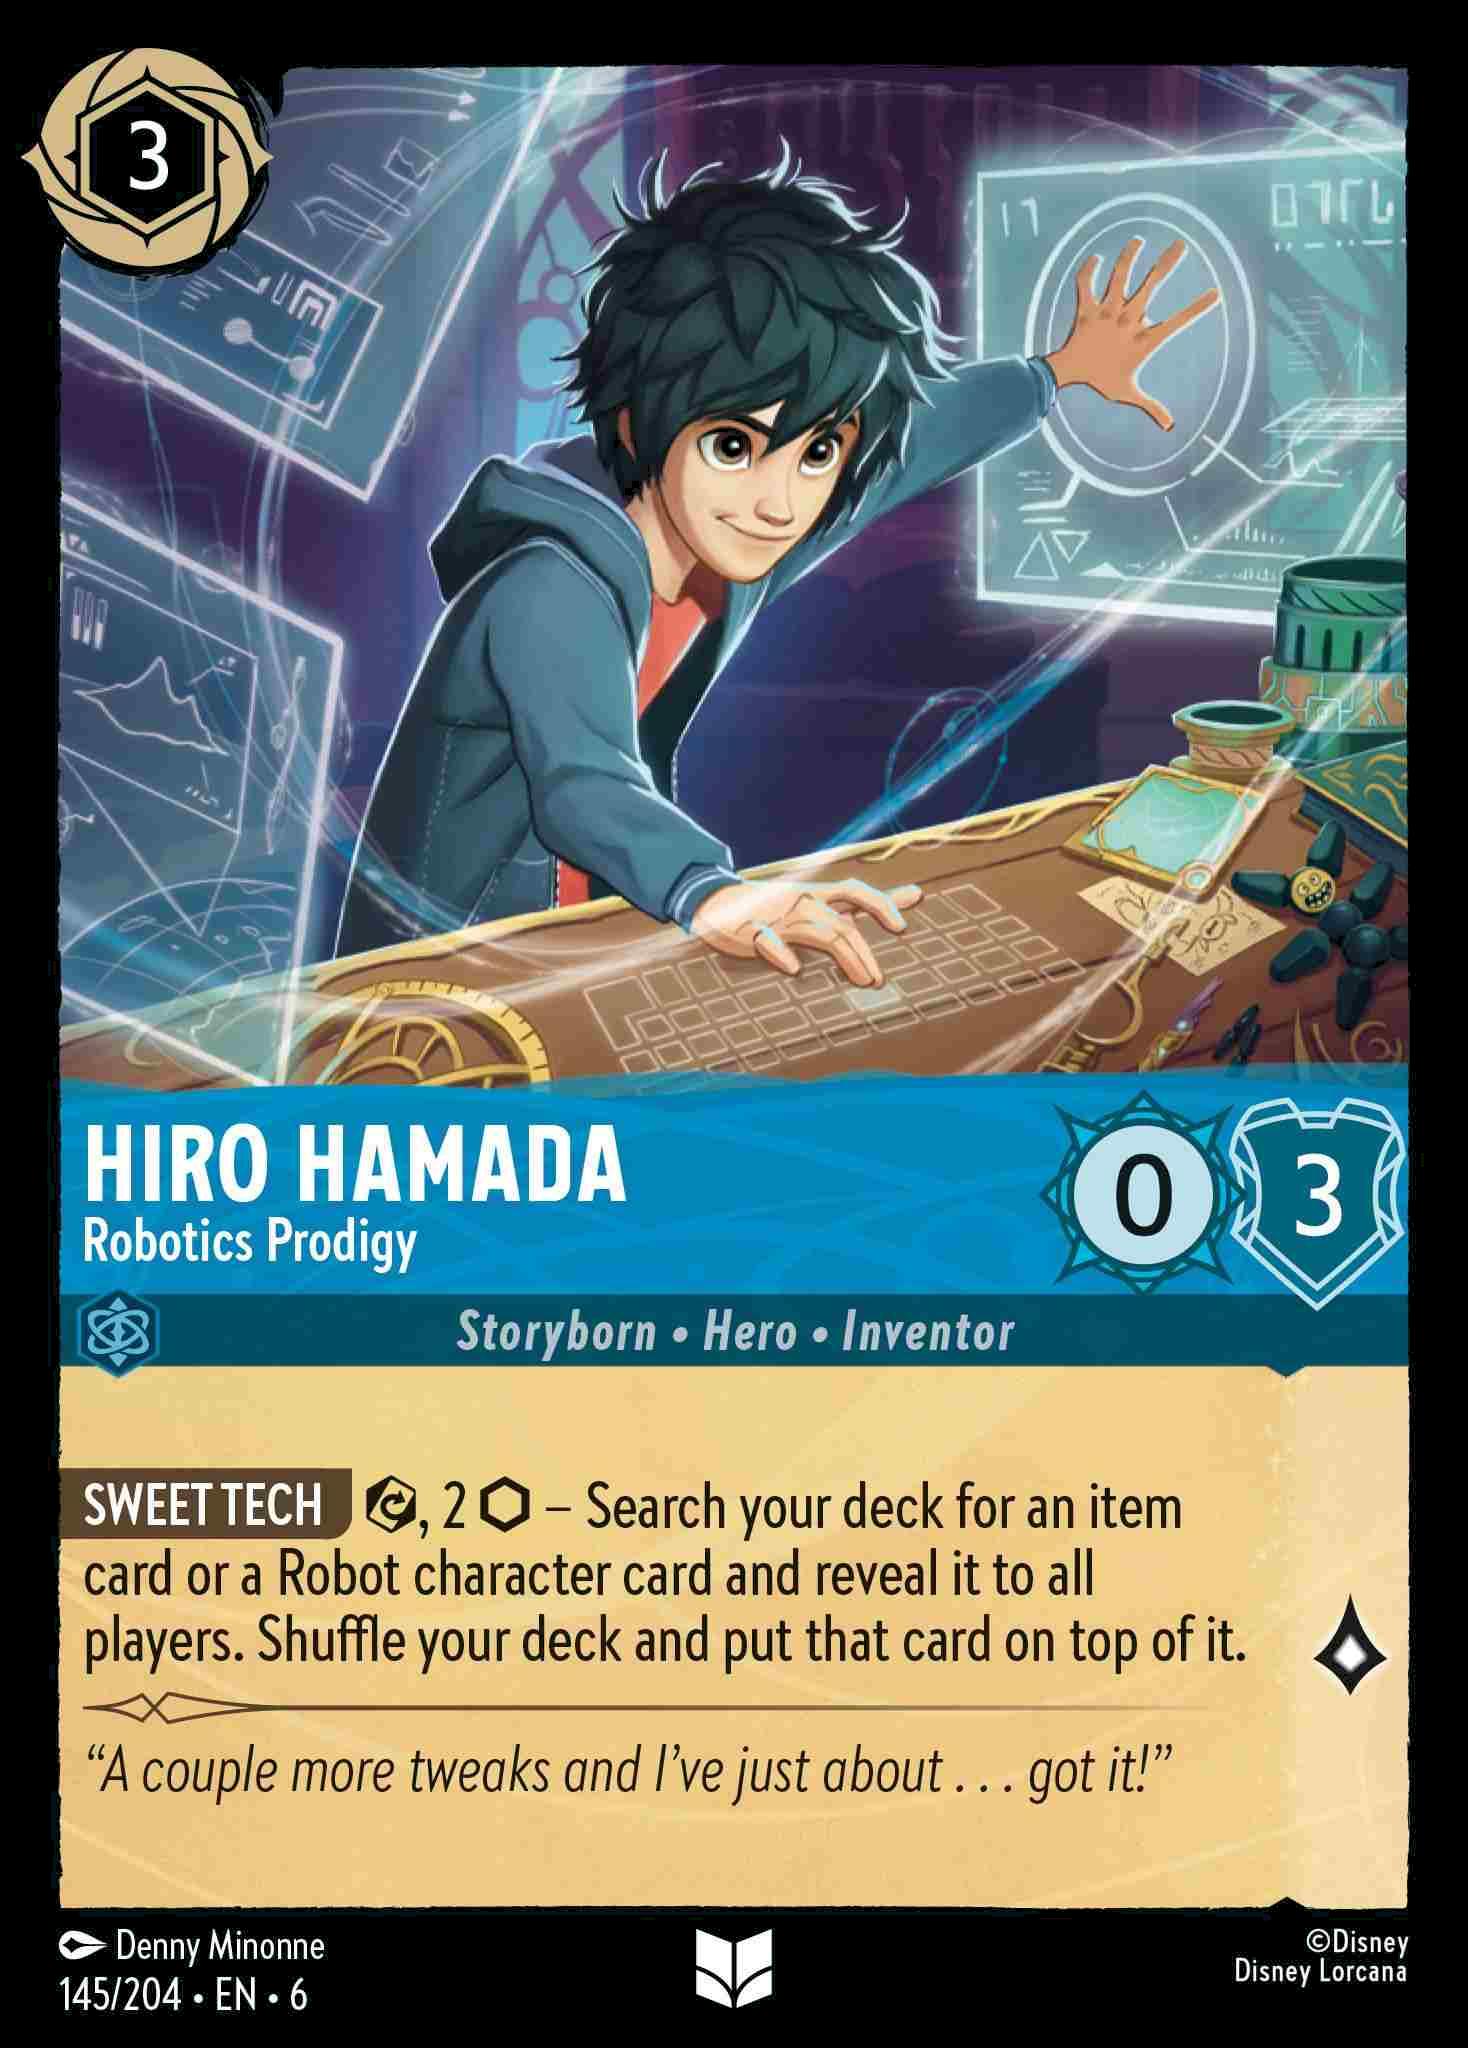 3
HIRO HAMADA
Robotics Prodigy
0
3
Storyborn • Hero • Inventor
SWEET TECH , 2 – Search your deck for an item
card or a Robot character card and reveal it to all
players. Shuffle your deck and put that card on top of it.
“A couple more tweaks and I’ve just about . . . got it!”
Denny Minonne
145/204 • EN • 6
©Disney
Disney Lorcana